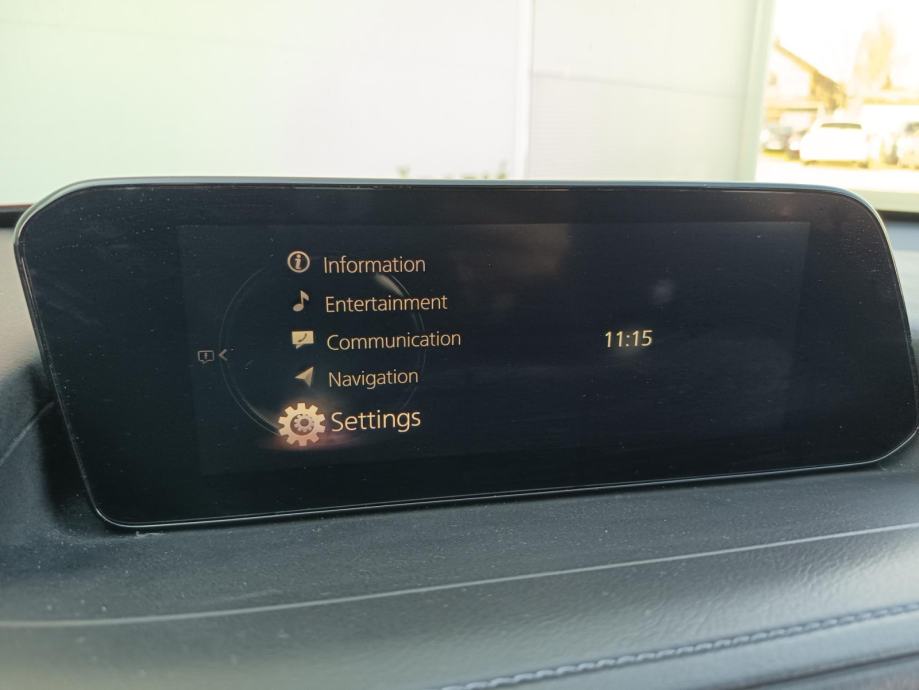 Information
Entertainment
Communication
11:15
Navigation
Settings